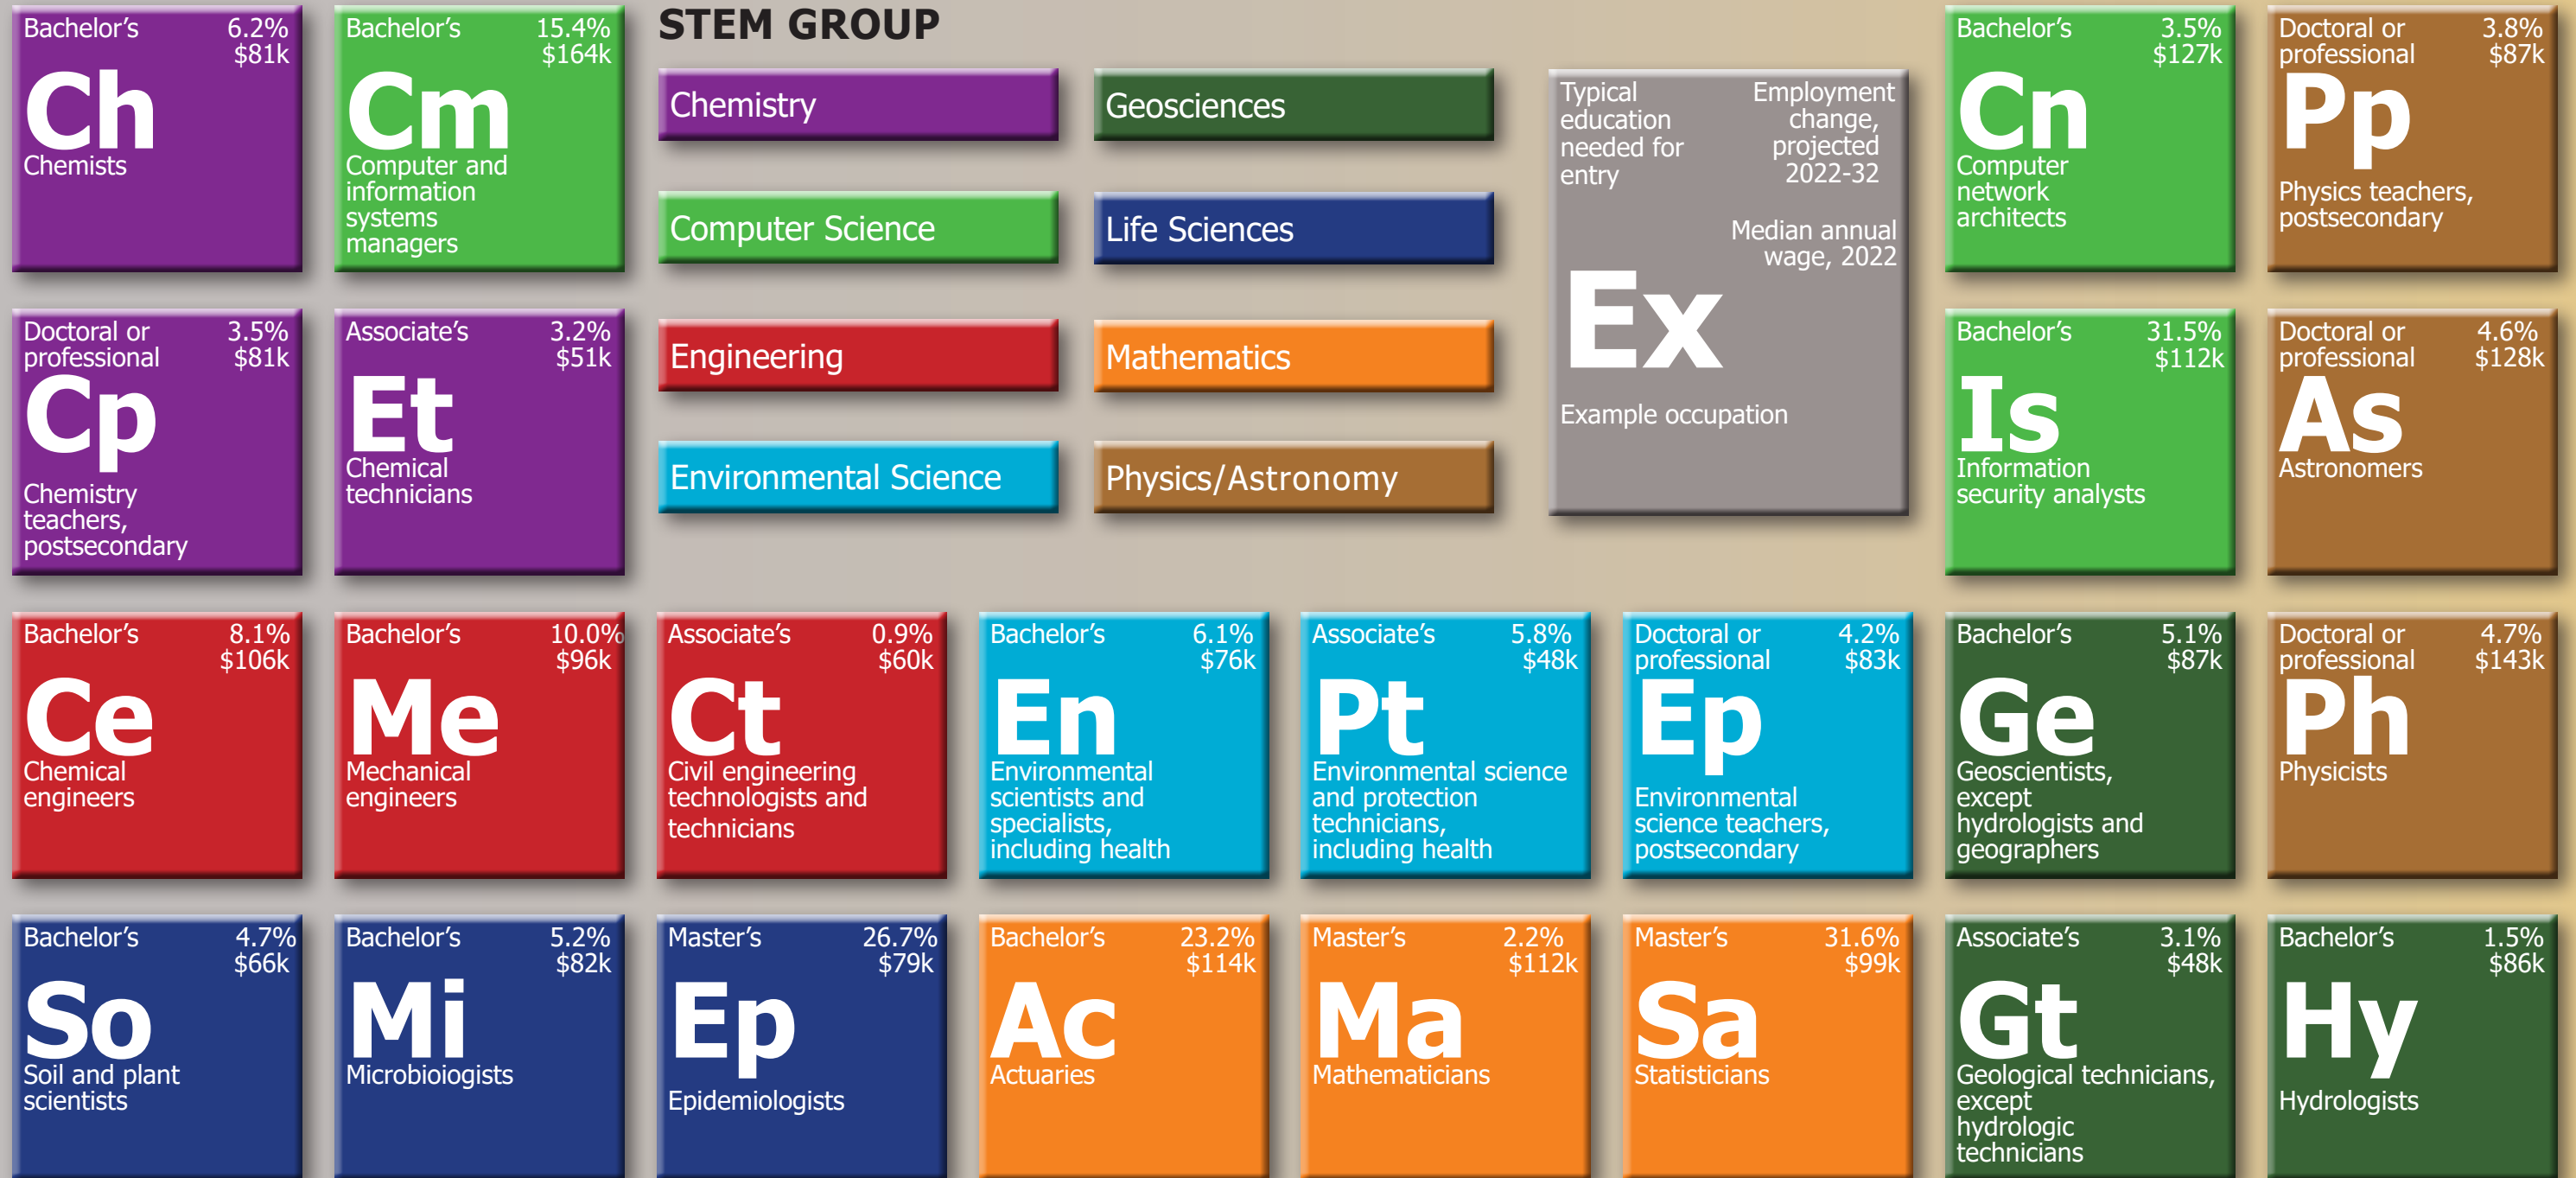 Bachelor’s 6.2%
$81k
Ch
Chemists
Bachelor’s 15.4%
$164k
Cm
Computer and
information
systems
managers
STEM GROUP
Chemistry
Geosciences
Computer Science
Life Sciences
Engineering
Mathematics
Environmental Science
Physics/Astronomy
Typical
education
needed for
entry
Employment
change,
projected
2022-32
Median annual
wage, 2022
Ex
Example occupation
Bachelor’s 3.5%
$127k
Cn
Computer
network
architects
Doctoral or 3.8%
professional $87k
Pp
Physics teachers,
postsecondary
Doctoral or 3.5%
professional $81k
Cp
Chemistry
teachers,
postsecondary
Associate’s 3.2%
$51k
Et
Chemical
technicians
Bachelor’s 31.5%
$112k
Is
Information
security analysts
Doctoral or 4.6%
professional $128k
As
Astronomers
Bachelor’s 8.1%
$106k
Ce
Chemical
engineers
Bachelor’s 10.0%
$96k
Me
Mechanical
engineers
Associate’s 0.9%
$60k
Ct
Civil engineering
technologists and
technicians
Bachelor’s 6.1%
$76k
En
Environmental
scientists and
specialists,
including health
Associate’s 5.8%
$48k
Pt
Environmental science
and protection
technicians,
including health
Doctoral or 4.2%
professional $83k
Ep
Environmental
science teachers,
postsecondary
Bachelor’s 5.1%
$87k
Ge
Geoscientists,
except
hydrologists and
geographers
Doctoral or 4.7%
professional $143k
Ph
Physicists
Bachelor’s 4.7%
$66k
So
Soil and plant
scientists
Bachelor’s 5.2%
$82k
Mi
Microbioiogists
Master’s 26.7%
$79k
Ep
Epidemiologists
Bachelor’s 23.2%
$114k
Ac
Actuaries
Master’s 2.2%
$112k
Ma
Mathematicians
Master’s 31.6%
$99k
Sa
Statisticians
Associate’s 3.1%
$48k
Gt
Geological technicians,
except
hydrologic
technicians
Bachelor’s 1.5%
$86k
Hy
Hydrologists